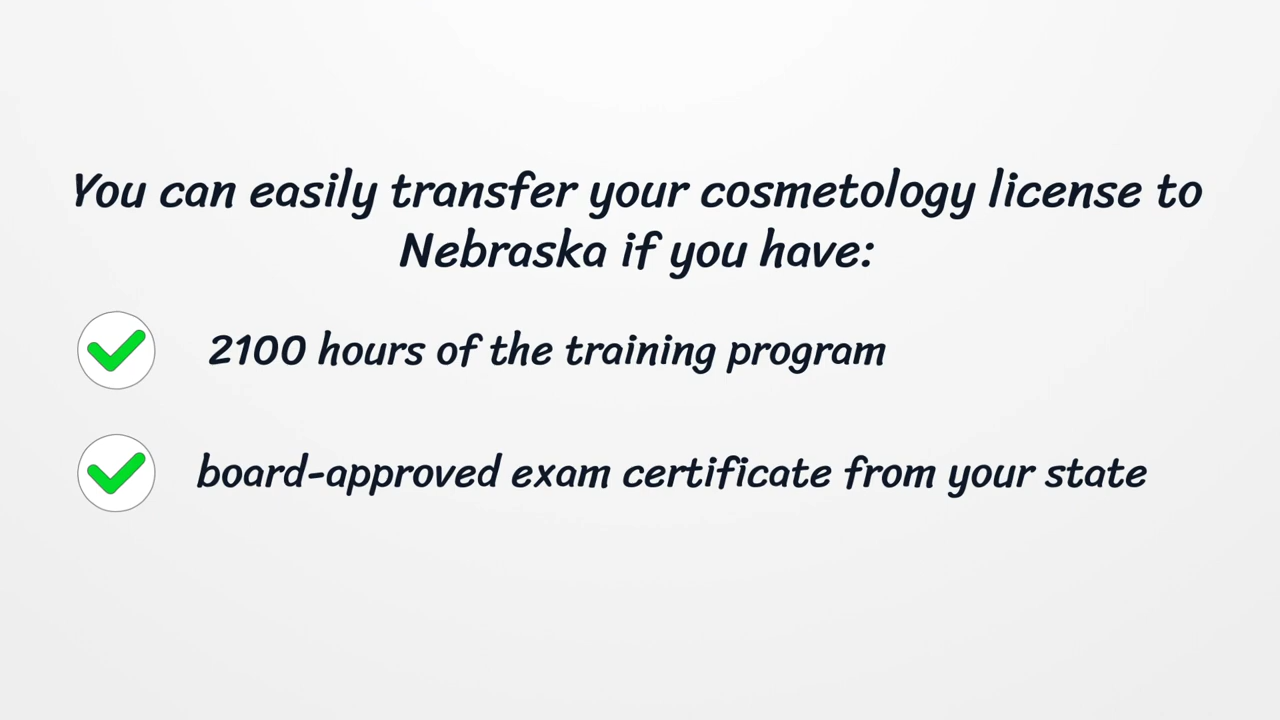 You can easily transfer your cosmetology license to
Nebraska if you have:
2100 hours of the training program
board-approved exam certificate from your state